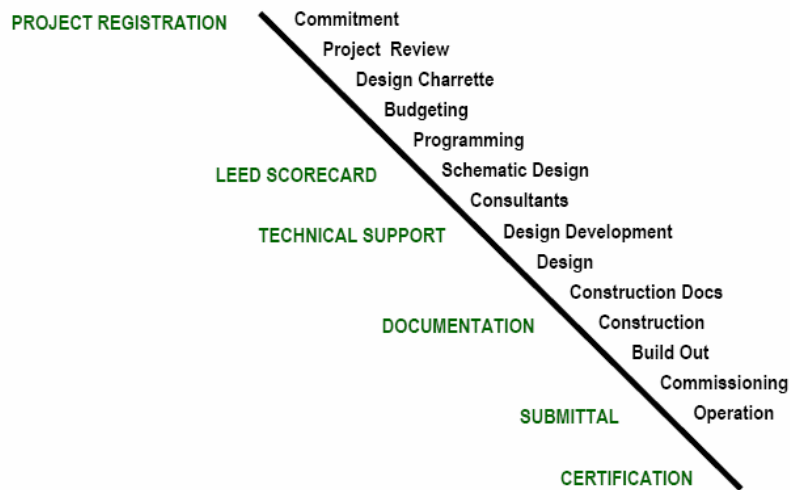 PROJECT REGISTRATION
Commitment
Project Review
Design Charrette
Budgeting
Programming
LEED SCORECARD
Schematic Design
Consultants
TECHNICAL SUPPORT
Design Development
Design
Construction Docs
DOCUMENTATION
Construction
Build Out
Commissioning
SUBMITTAL
Operation
CERTIFICATION